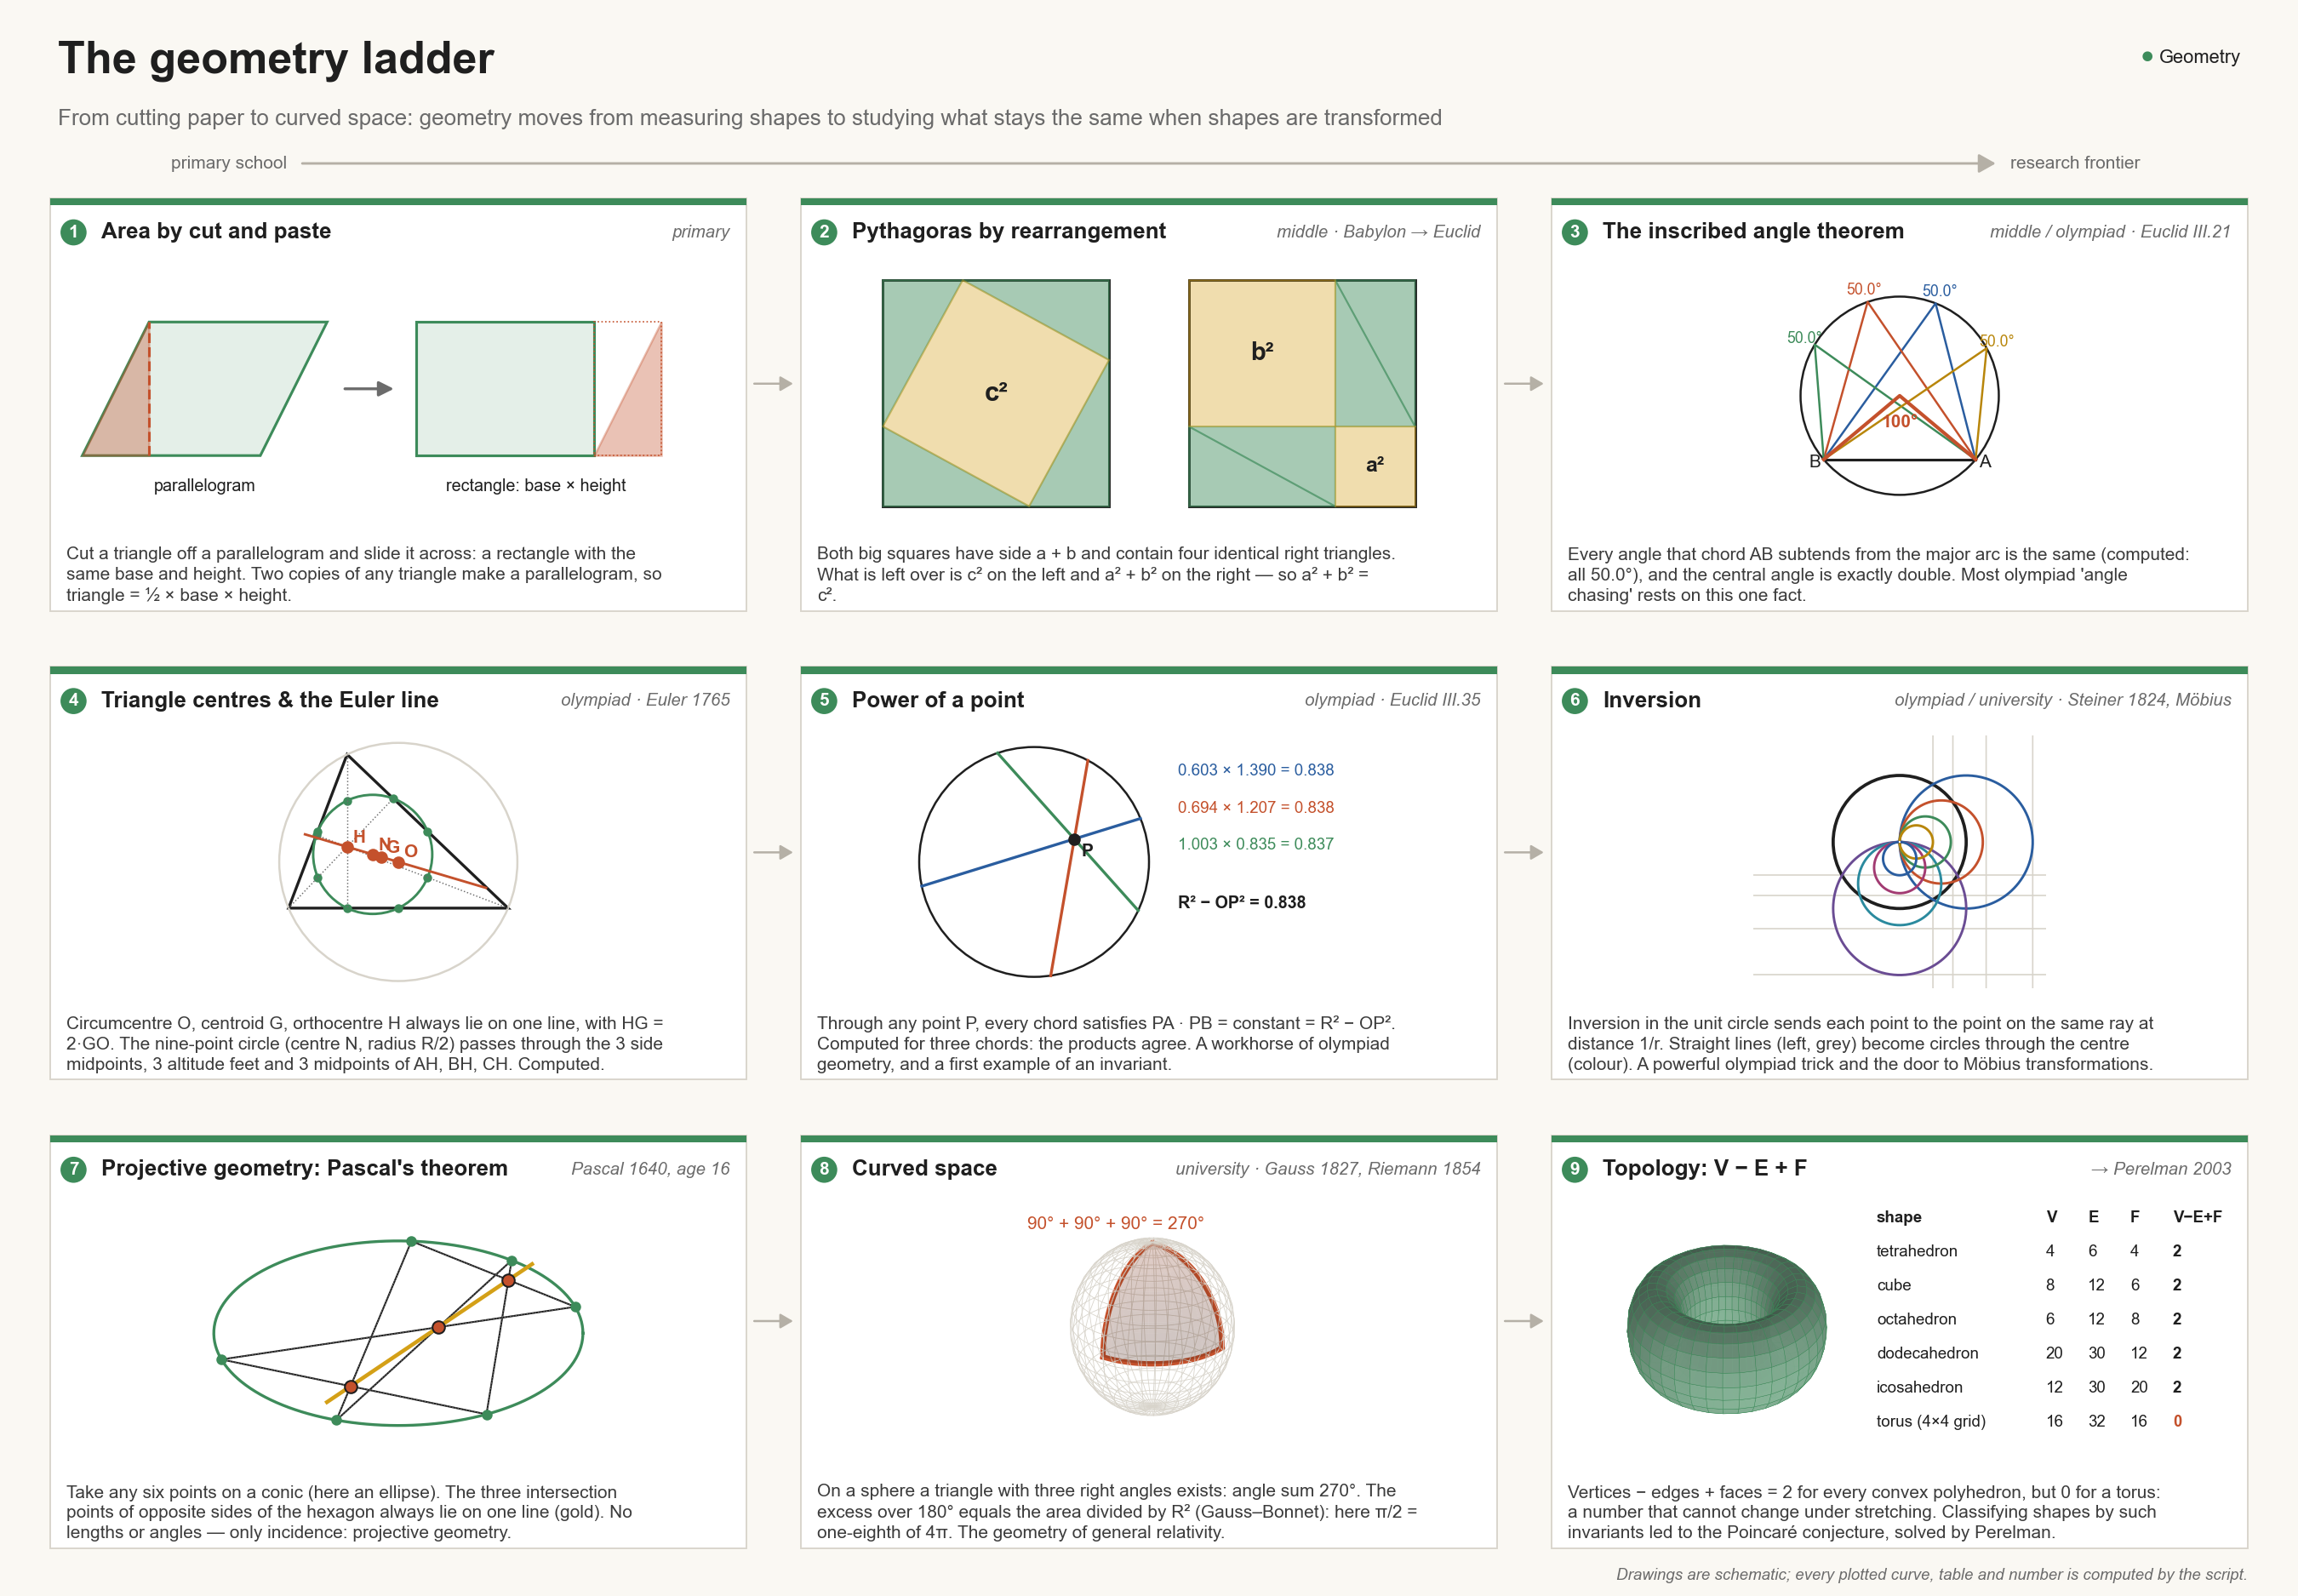 The geometry ladder
Geometry
From cutting paper to curved space: geometry moves from measuring shapes to studying what stays the same when shapes are transformed
primary school
research frontier
1 Area by cut and paste
primary
parallelogram
rectangle: base × height
Cut a triangle off a parallelogram and slide it across: a rectangle with the
same base and height. Two copies of any triangle make a parallelogram, so
triangle = ½ × base × height.
2 Pythagoras by rearrangement
middle · Babylon → Euclid
c²
b²
a²
Both big squares have side a + b and contain four identical right triangles.
What is left over is c² on the left and a² + b² on the right — so a² + b² =
c².
3 The inscribed angle theorem
middle / olympiad · Euclid III.21
50.0°
50.0°
50.0°
50.0°
100°
B
A
Every angle that chord AB subtends from the major arc is the same (computed:
all 50.0°), and the central angle is exactly double. Most olympiad 'angle
chasing' rests on this one fact.
4 Triangle centres & the Euler line
olympiad · Euler 1765
H
N
G
O
Circumcentre O, centroid G, orthocentre H always lie on one line, with HG =
2·GO. The nine-point circle (centre N, radius R/2) passes through the 3 side
midpoints, 3 altitude feet and 3 midpoints of AH, BH, CH. Computed.
5 Power of a point
olympiad · Euclid III.35
P
0.603 × 1.390 = 0.838
0.694 × 1.207 = 0.838
1.003 × 0.835 = 0.837
R² − OP² = 0.838
Through any point P, every chord satisfies PA · PB = constant = R² − OP².
Computed for three chords: the products agree. A workhorse of olympiad
geometry, and a first example of an invariant.
6 Inversion
olympiad / university · Steiner 1824, Möbius
Inversion in the unit circle sends each point to the point on the same ray at
distance 1/r. Straight lines (left, grey) become circles through the centre
(colour). A powerful olympiad trick and the door to Möbius transformations.
7 Projective geometry: Pascal's theorem
Pascal 1640, age 16
Take any six points on a conic (here an ellipse). The three intersection
points of opposite sides of the hexagon always lie on one line (gold). No
lengths or angles — only incidence: projective geometry.
8 Curved space
university · Gauss 1827, Riemann 1854
90° + 90° + 90° = 270°
On a sphere a triangle with three right angles exists: angle sum 270°. The
excess over 180° equals the area divided by R² (Gauss–Bonnet): here π/2 =
one-eighth of 4π. The geometry of general relativity.
9 Topology: V − E + F
→ Perelman 2003
shape V E F V−E+F
tetrahedron 4 6 4 2
cube 8 12 6 2
octahedron 6 12 8 2
dodecahedron 20 30 12 2
icosahedron 12 30 20 2
torus (4×4 grid) 16 32 16 0
Vertices − edges + faces = 2 for every convex polyhedron, but 0 for a torus:
a number that cannot change under stretching. Classifying shapes by such
invariants led to the Poincaré conjecture, solved by Perelman.
Drawings are schematic; every plotted curve, table and number is computed by the script.